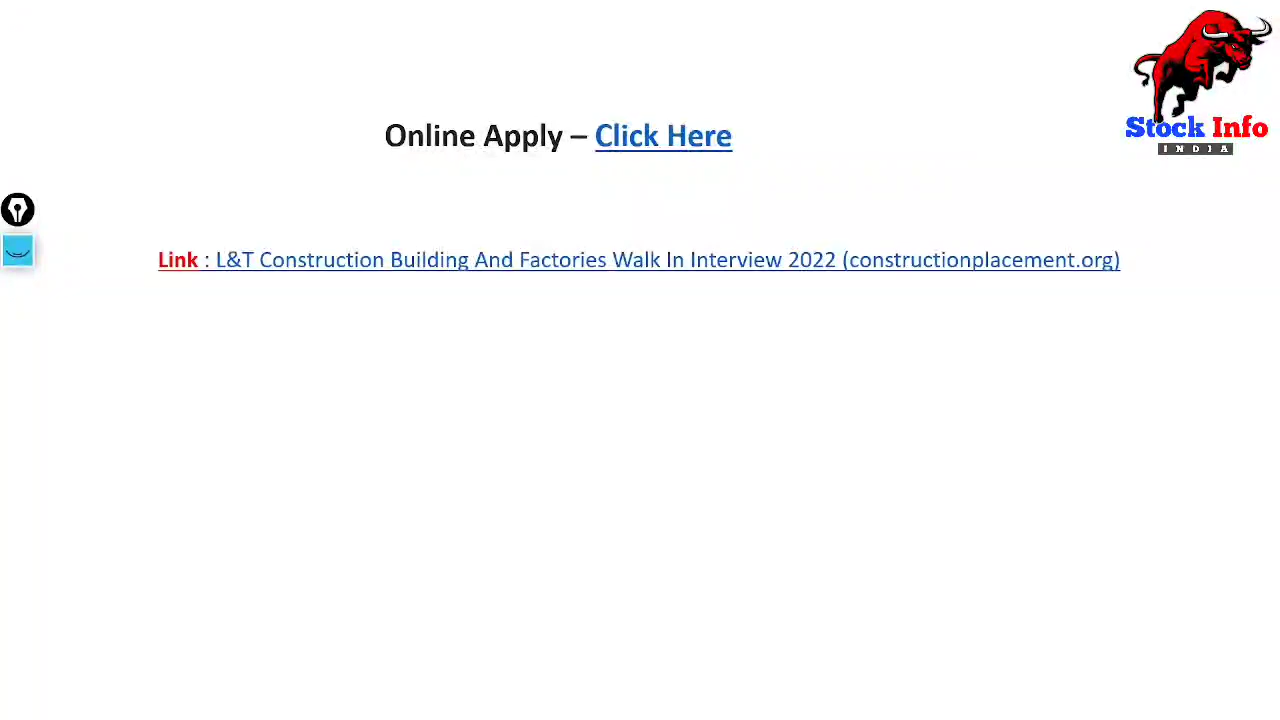 Stock Info
INDIA
Online Apply – Click Here
Link : L&T Construction Building And Factories Walk In Interview 2022 (constructionplacement.org)